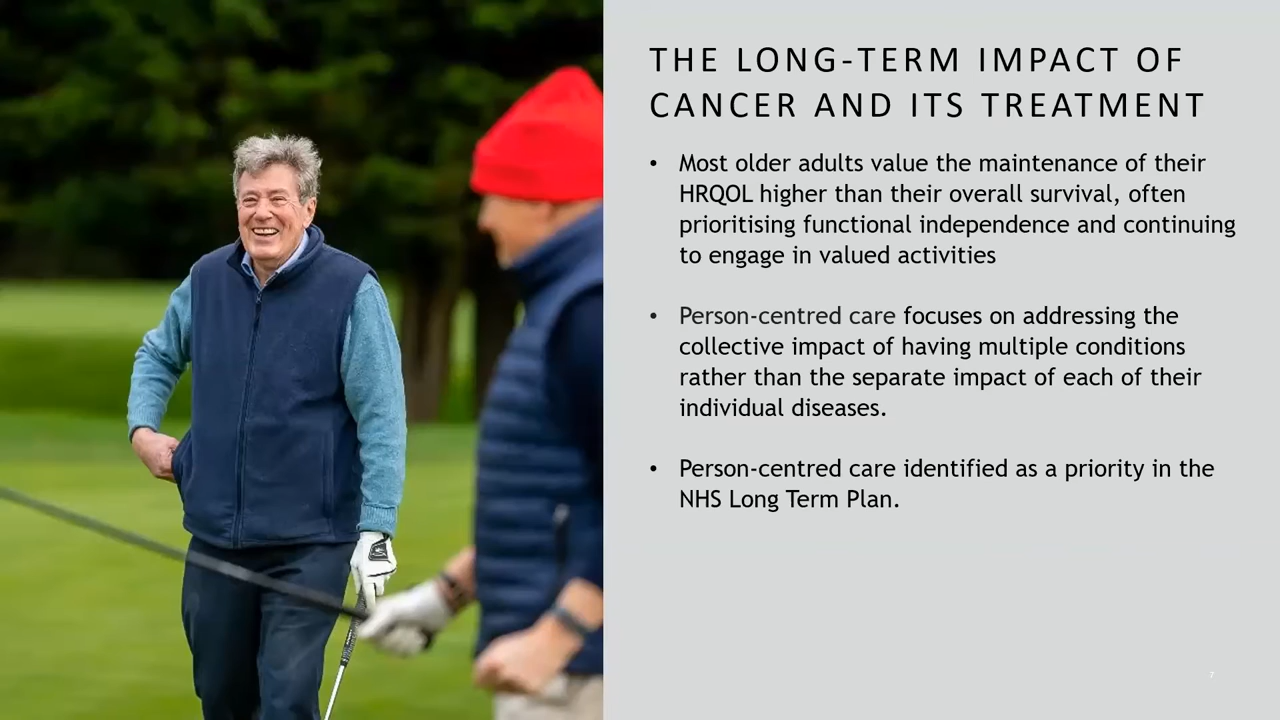 THE LONG-TERM IMPACT OF
CANCER AND ITS TREATMENT
• Most older adults value the maintenance of their
HRQOL higher than their overall survival, often
prioritising functional independence and continuing
to engage in valued activities
• Person-centred care focuses on addressing the
collective impact of having multiple conditions
rather than the separate impact of each of their
individual diseases.
• Person-centred care identified as a priority in the
NHS Long Term Plan.
7